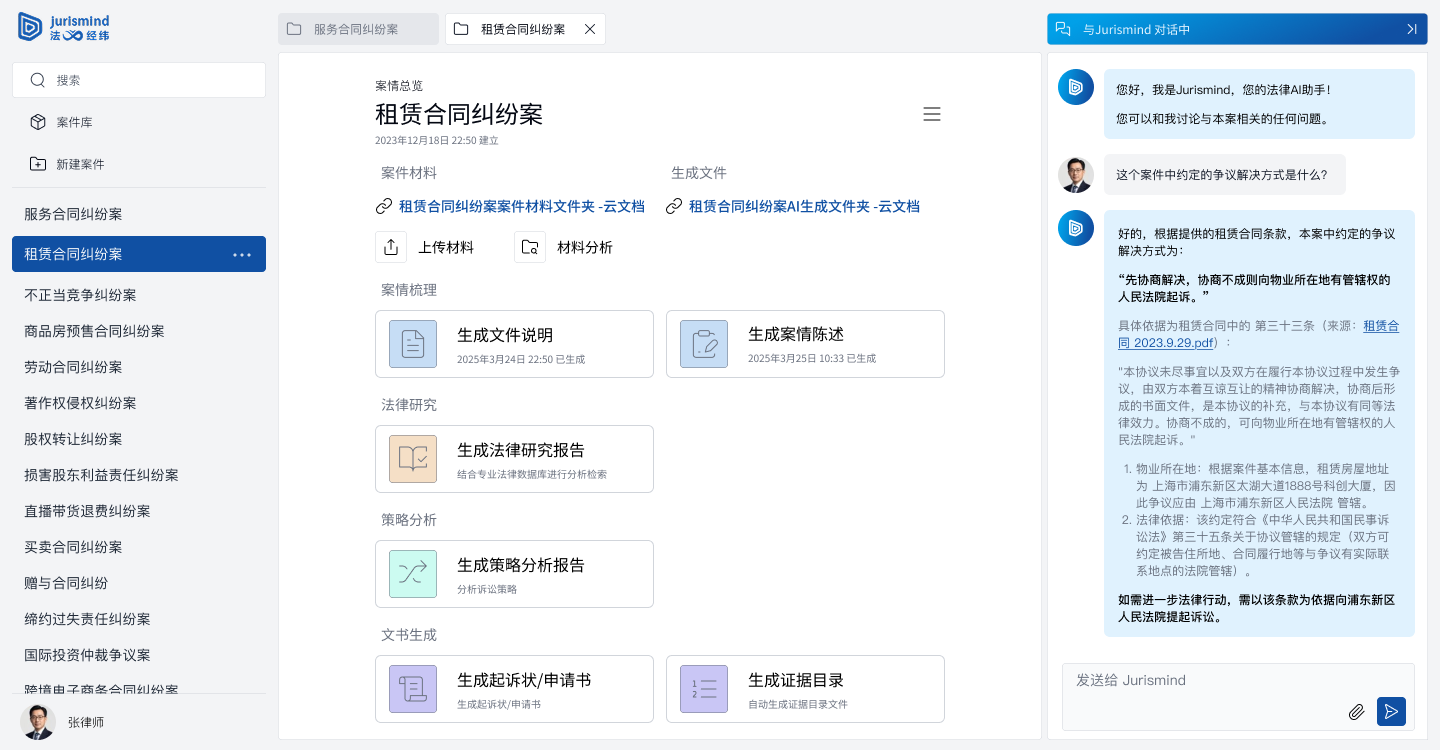 jurismind
法 经纬
搜索
案件库
新建案件
服务合同纠纷案
租赁合同纠纷案
不正当竞争纠纷案
商品房预售合同纠纷案
劳动合同纠纷案
著作权侵权纠纷案
股权转让纠纷案
损害股东利益责任纠纷案
直播带货退费纠纷案
买卖合同纠纷案
赠与合同纠纷
缔约过失责任纠纷案
国际投资仲裁争议案
跨境电子商务合同纠纷案
张律师
服务合同纠纷案
租赁合同纠纷案
案情总览
租赁合同纠纷案
2023年12月18日 22:50 建立
案件材料
生成文件
租赁合同纠纷案案件材料文件夹 -云文档
租赁合同纠纷案AI生成文件夹 -云文档
上传材料
材料分析
案情梳理
生成文件说明
2025年3月24日 22:50 已生成
生成案情陈述
2025年3月25日 10:33 已生成
法律研究
生成法律研究报告
结合专业法律数据库进行分析检索
策略分析
生成策略分析报告
分析诉讼策略
文书生成
生成起诉状/申请书
生成起诉状/申请书
1
2
生成证据目录
自动生成证据目录文件
与Jurismind 对话中
您好，我是Jurismind，您的法律AI助手！
您可以和我讨论与本案相关的任何问题。
这个案件中约定的争议解决方式是什么？
好的，根据提供的租赁合同条款，本案中约定的争议
解决方式为：
“先协商解决，协商不成则向物业所在地有管辖权的
人民法院起诉。”
具体依据为租赁合同中的 第三十三条（来源：租赁合
同 2023.9.29.pdf）：
"本协议未尽事宜以及双方在履行本协议过程中发生争
议，由双方本着互谅互让的精神协商解决，协商后形
成的书面文件，是本协议的补充，与本协议有同等法
律效力。协商不成的，可向物业所在地有管辖权的人
民法院起诉。"
1. 物业所在地：根据案件基本信息，租赁房屋地址
为 上海市浦东新区太湖大道1888号科创大厦，因
此争议应由 上海市浦东新区人民法院 管辖。
2. 法律依据：该约定符合《中华人民共和国民事诉
讼法》第三十五条关于协议管辖的规定（双方可
约定被告住所地、合同履行地等与争议有实际联
系地点的法院管辖）。
如需进一步法律行动，需以该条款为依据向浦东新区
人民法院提起诉讼。
发送给 Jurismind